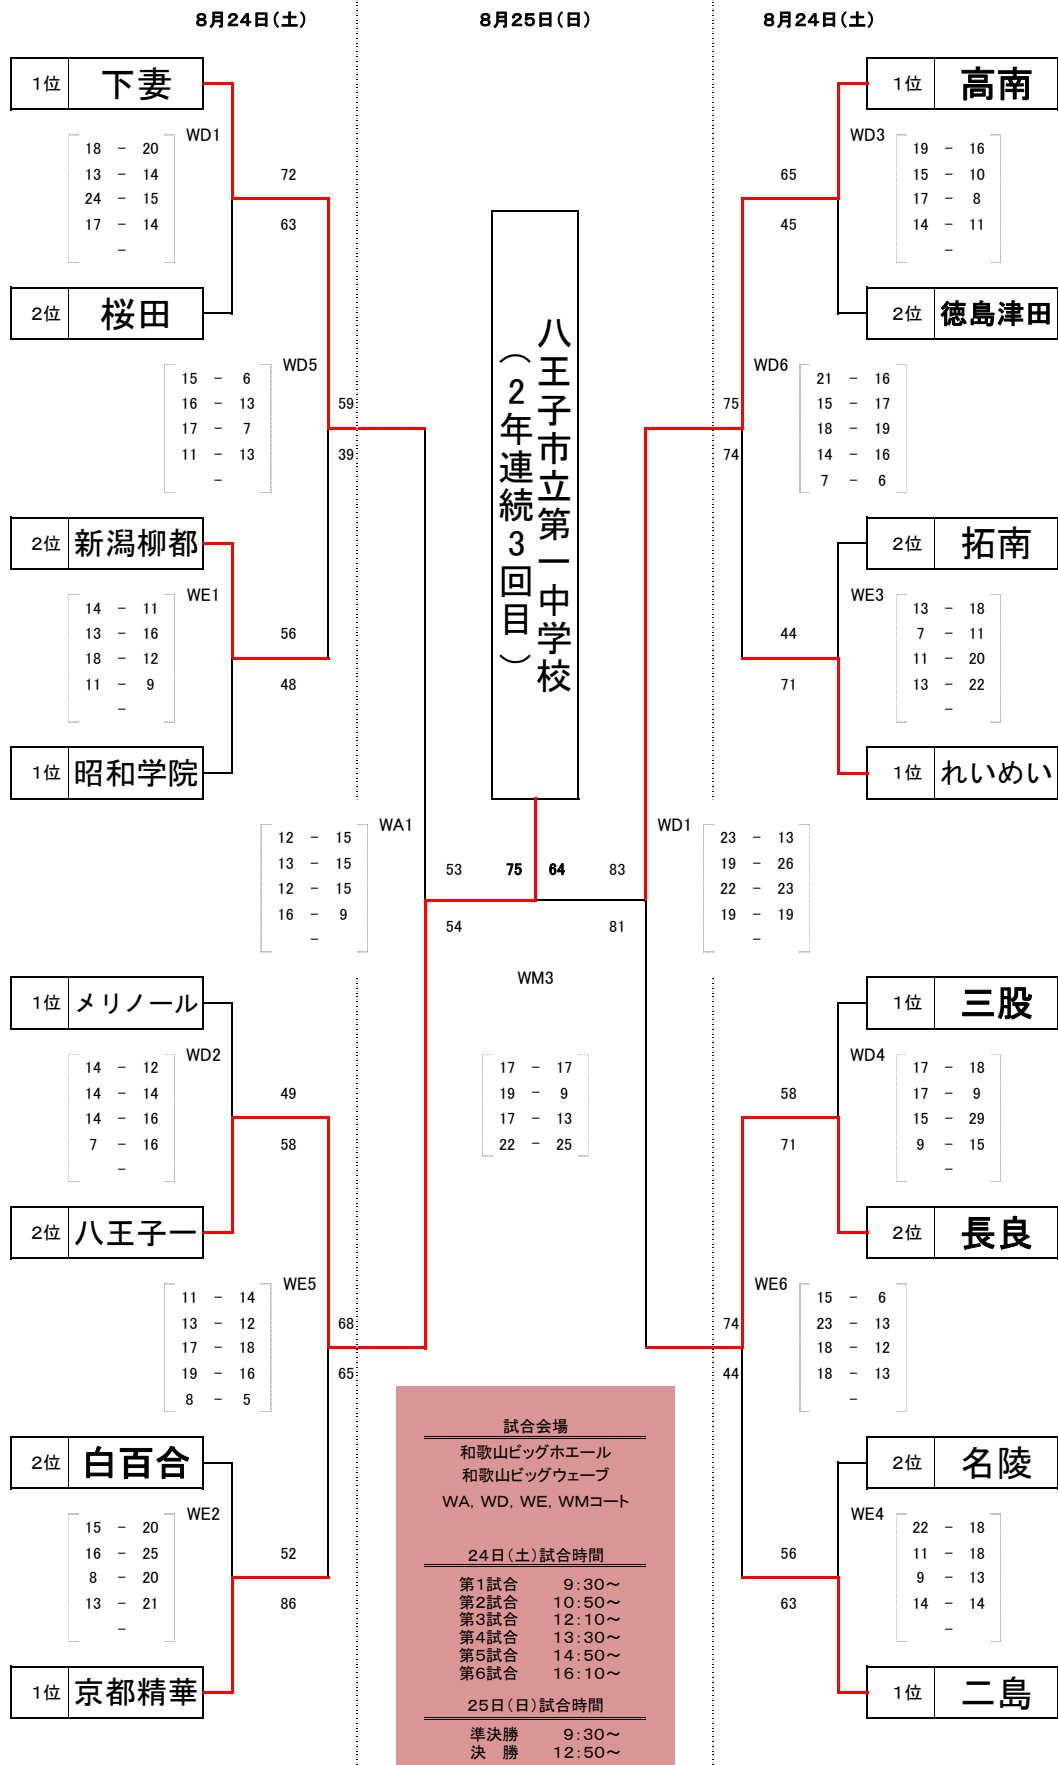 8月24日(土)
8月25日(日)
8月24日(土)
1位 下妻
WD1
18 - 20
13 - 14
24 - 15
17 - 14
-
72
63
2位 桜田
WD5
15 - 6
16 - 13
17 - 7
11 - 13
-
59
39
2位 新潟柳都
WE1
14 - 11
13 - 16
18 - 12
11 - 9
-
56
48
1位 昭和学院
WA1
12 - 15
13 - 15
12 - 15
16 - 9
-
53
54
1位 メリノール
WD2
14 - 12
14 - 14
14 - 16
7 - 16
-
49
58
2位 八王子一
WE5
11 - 14
13 - 12
17 - 18
19 - 16
8 - 5
68
65
2位 白百合
WE2
15 - 20
16 - 25
8 - 20
13 - 21
-
52
86
1位 京都精華
八王子市立第一中学校
(2年連続3回目)
75 64
WM3
17 - 17
19 - 9
17 - 13
22 - 25
試合会場
和歌山ビッグホエール
和歌山ビッグウェーブ
WA, WD, WE, WMコート
24日(土)試合時間
第1試合 9:30～
第2試合 10:50～
第3試合 12:10～
第4試合 13:30～
第5試合 14:50～
第6試合 16:10～
25日(日)試合時間
準決勝 9:30～
決 勝 12:50～
1位 高南
WD3
19 - 16
15 - 10
17 - 8
14 - 11
-
65
45
2位 徳島津田
WD6
21 - 16
15 - 17
18 - 19
14 - 16
7 - 6
75
74
2位 拓南
WE3
13 - 18
7 - 11
11 - 20
13 - 22
-
44
71
1位 れいめい
WD1
23 - 13
19 - 26
22 - 23
19 - 19
-
83
81
1位 三股
WD4
17 - 18
17 - 9
15 - 29
9 - 15
-
58
71
2位 長良
WE6
15 - 6
23 - 13
18 - 12
18 - 13
-
74
44
2位 名陵
WE4
22 - 18
11 - 18
9 - 13
14 - 14
-
56
63
1位 二島